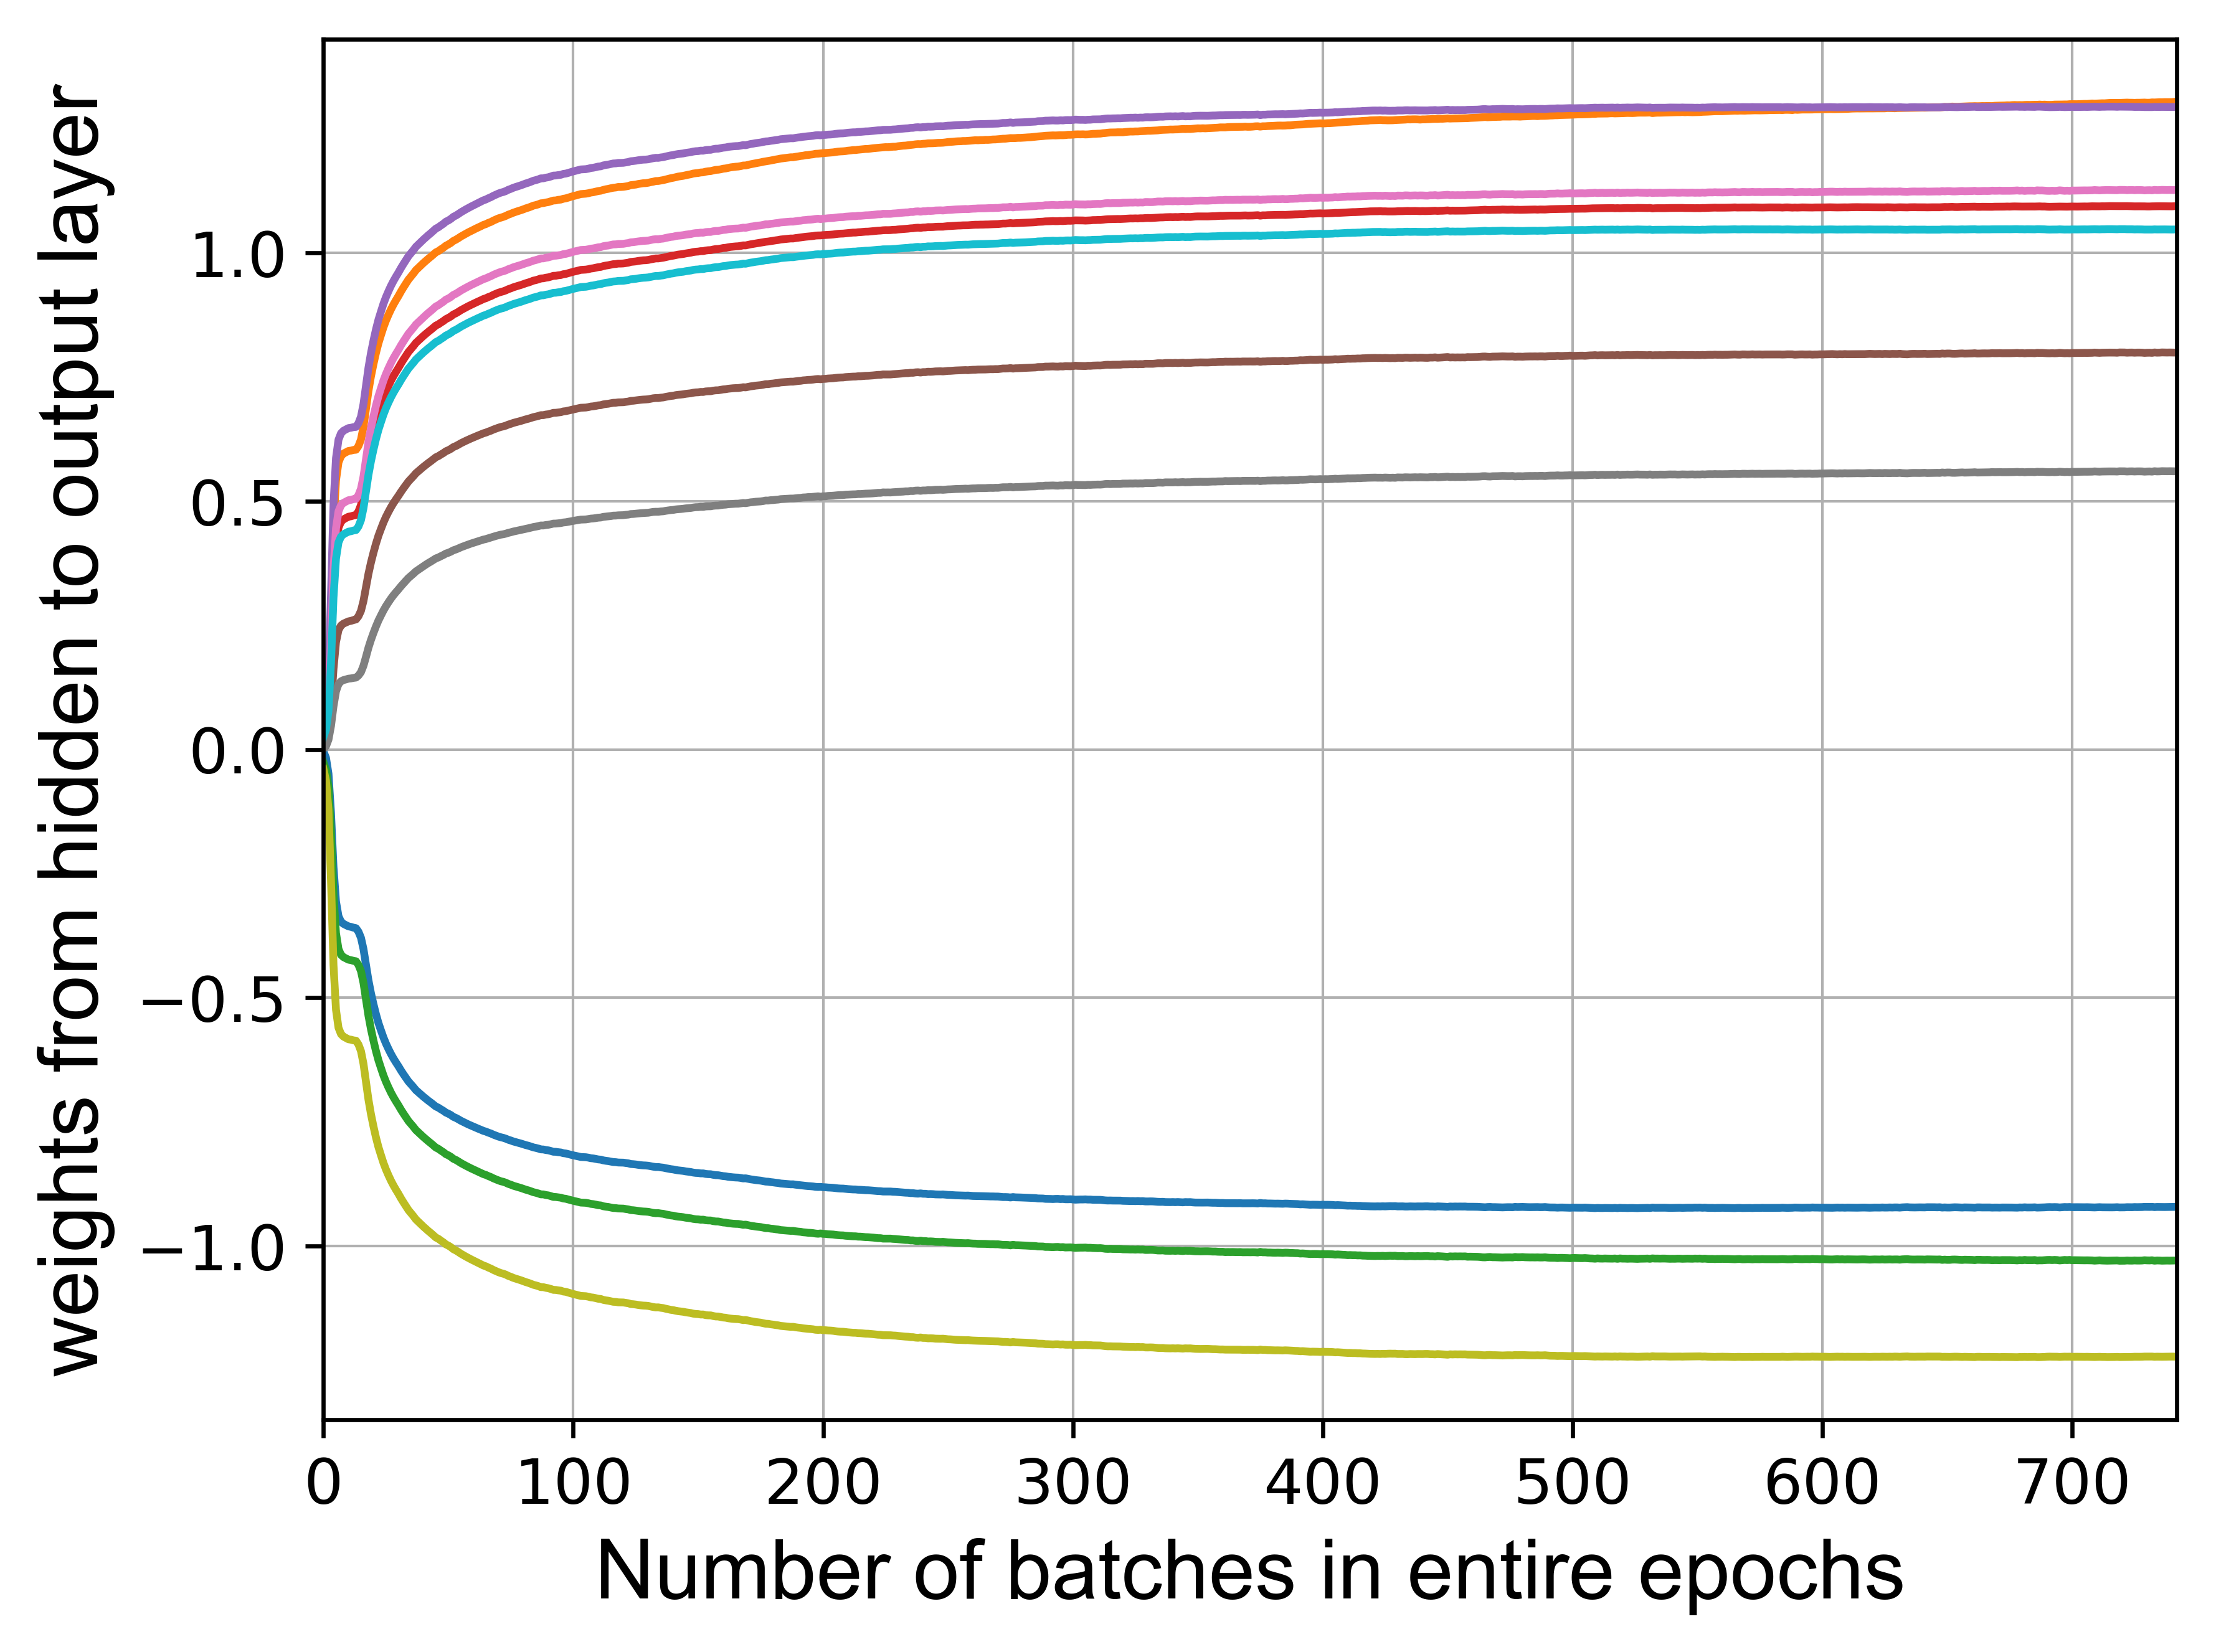 weights from hidden to output layer
1.0
0.5
0.0
−0.5
−1.0
0 100 200 300 400 500 600 700
Number of batches in entire epochs